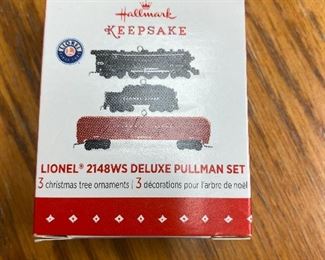 Hallmark
KEEPSAKE
LIONEL
LIONEL® 2148WS DELUXE PULLMAN SET
3 christmas tree ornaments | 3 décorations pour l'arbre de noël